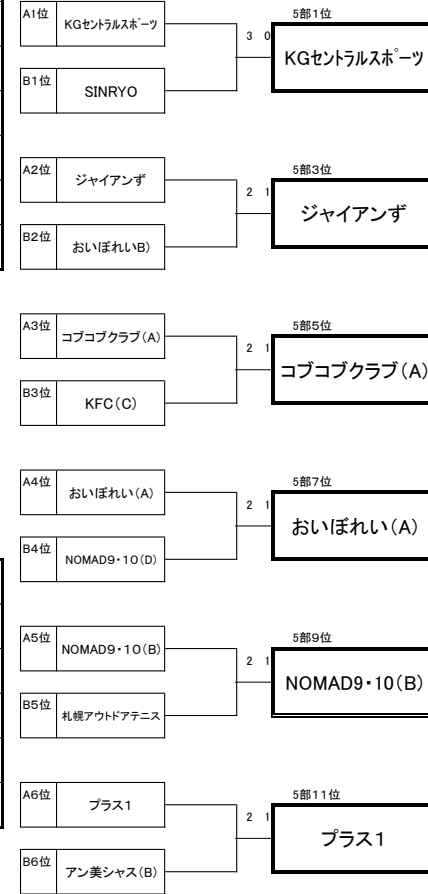 A1位
KGセントラルスポーツ
5部1位
3 0
KGセントラルスポーツ
B1位
SINRYO
A2位
ジャイアンず
5部3位
2 1
ジャイアンず
B2位
おいぼれいB)
A3位
コブコブクラブ(A)
5部5位
2 1
コブコブクラブ(A)
B3位
KFC(C)
A4位
おいぼれい(A)
5部7位
2 1
おいぼれい(A)
B4位
NOMAD9・10(D)
A5位
NOMAD9・10(B)
5部9位
2 1
NOMAD9・10(B)
B5位
札幌アウトドアテニス
A6位
プラス1
5部11位
2 1
プラス1
B6位
アン美シャス(B)